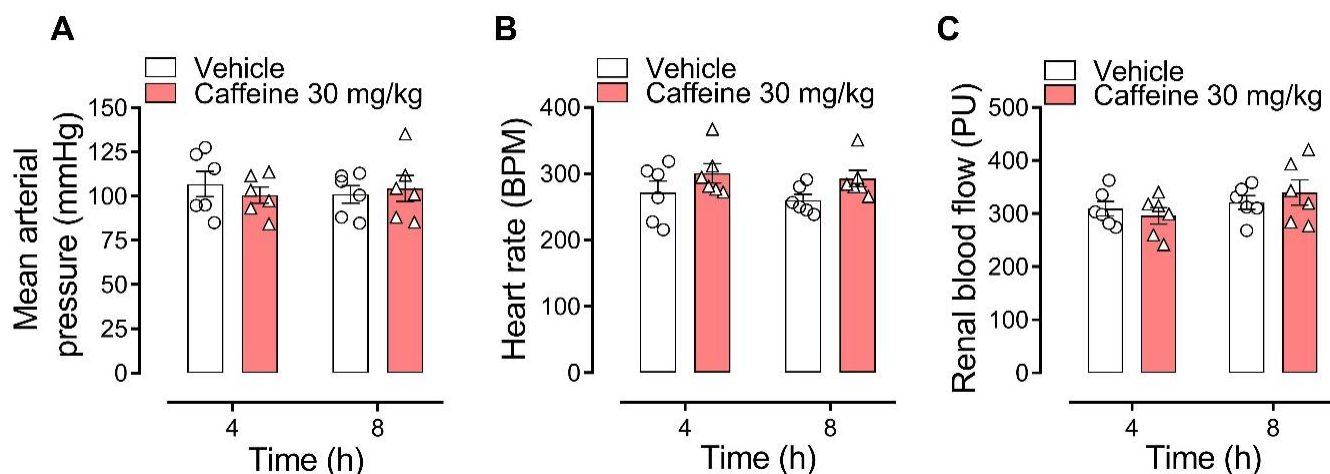 A
Vehicle
Caffeine 30 mg/kg
Mean arterial
pressure (mmHg)
150
125
100
75
50
25
0
4
8
Time (h)
B
Vehicle
Caffeine 30 mg/kg
Heart rate (BPM)
400
300
200
100
0
4
8
Time (h)
C
Vehicle
Caffeine 30 mg/kg
Renal blood flow (PU)
500
400
300
200
100
0
4
8
Time (h)